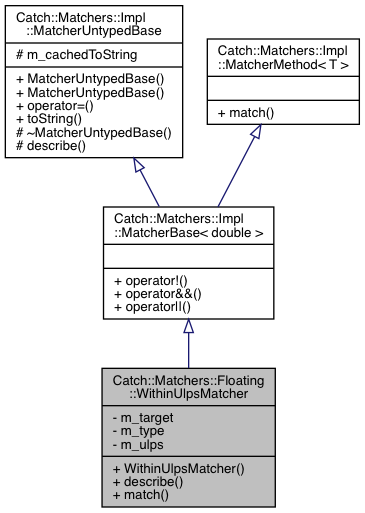 Catch::Matchers::Impl
::MatcherUntypedBase
# m_cachedToString
+ MatcherUntypedBase()
+ MatcherUntypedBase()
+ operator=()
+ toString()
# ~MatcherUntypedBase()
# describe()
Catch::Matchers::Impl
::MatcherMethod< T >
+ match()
Catch::Matchers::Impl
::MatcherBase< double >
+ operator!()
+ operator&&()
+ operator||()
Catch::Matchers::Floating
::WithinUlpsMatcher
- m_target
- m_type
- m_ulps
+ WithinUlpsMatcher()
+ describe()
+ match()